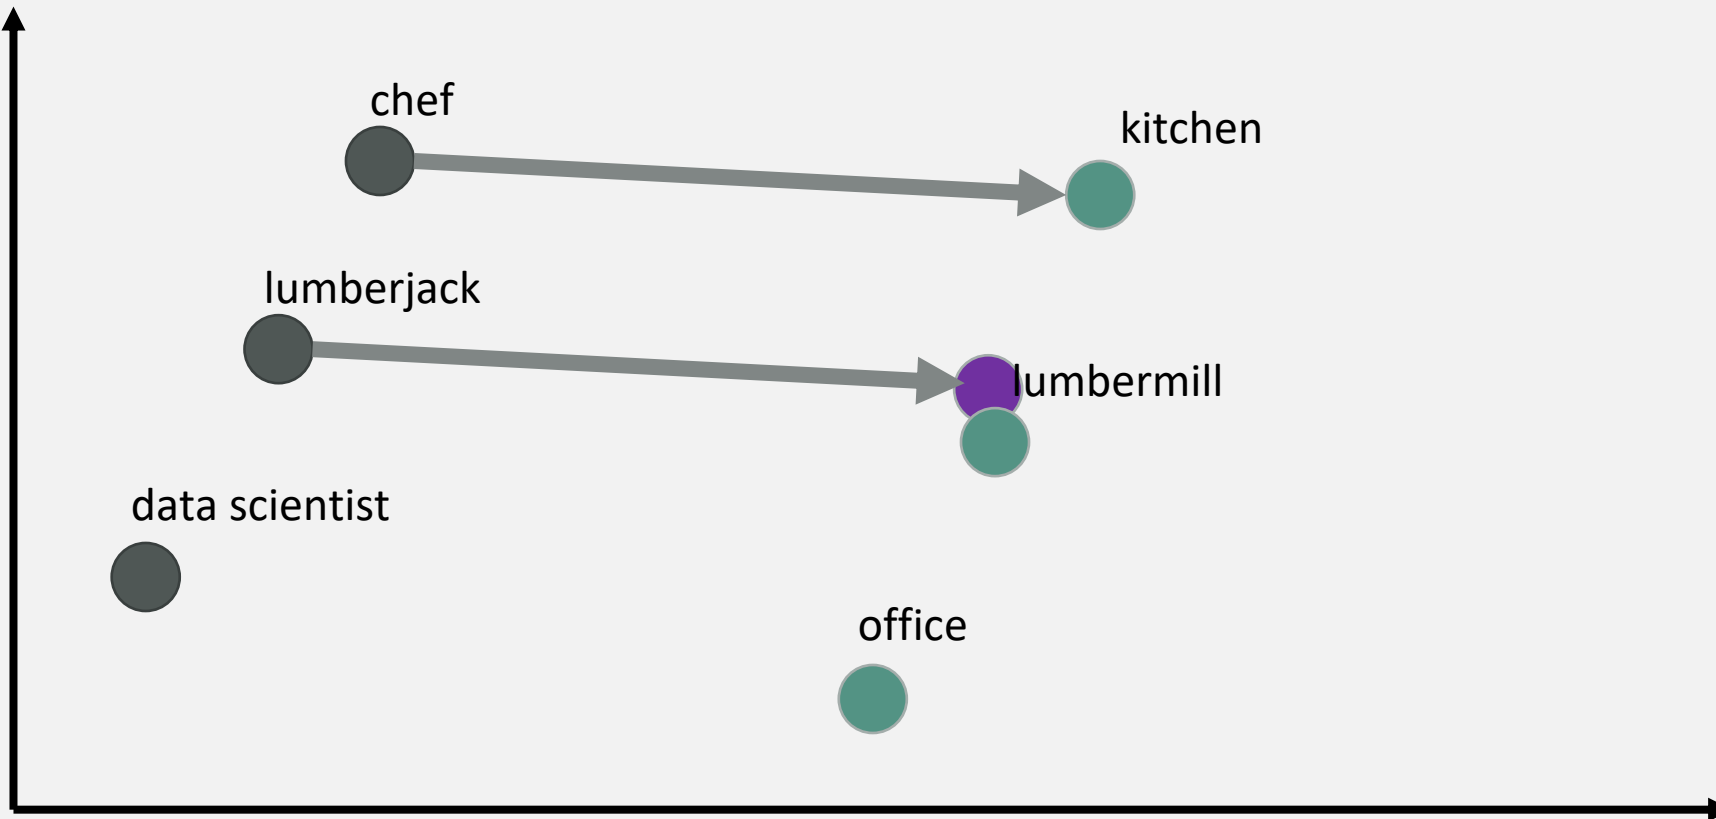 chef
kitchen
lumberjack
lumbermill
data scientist
office